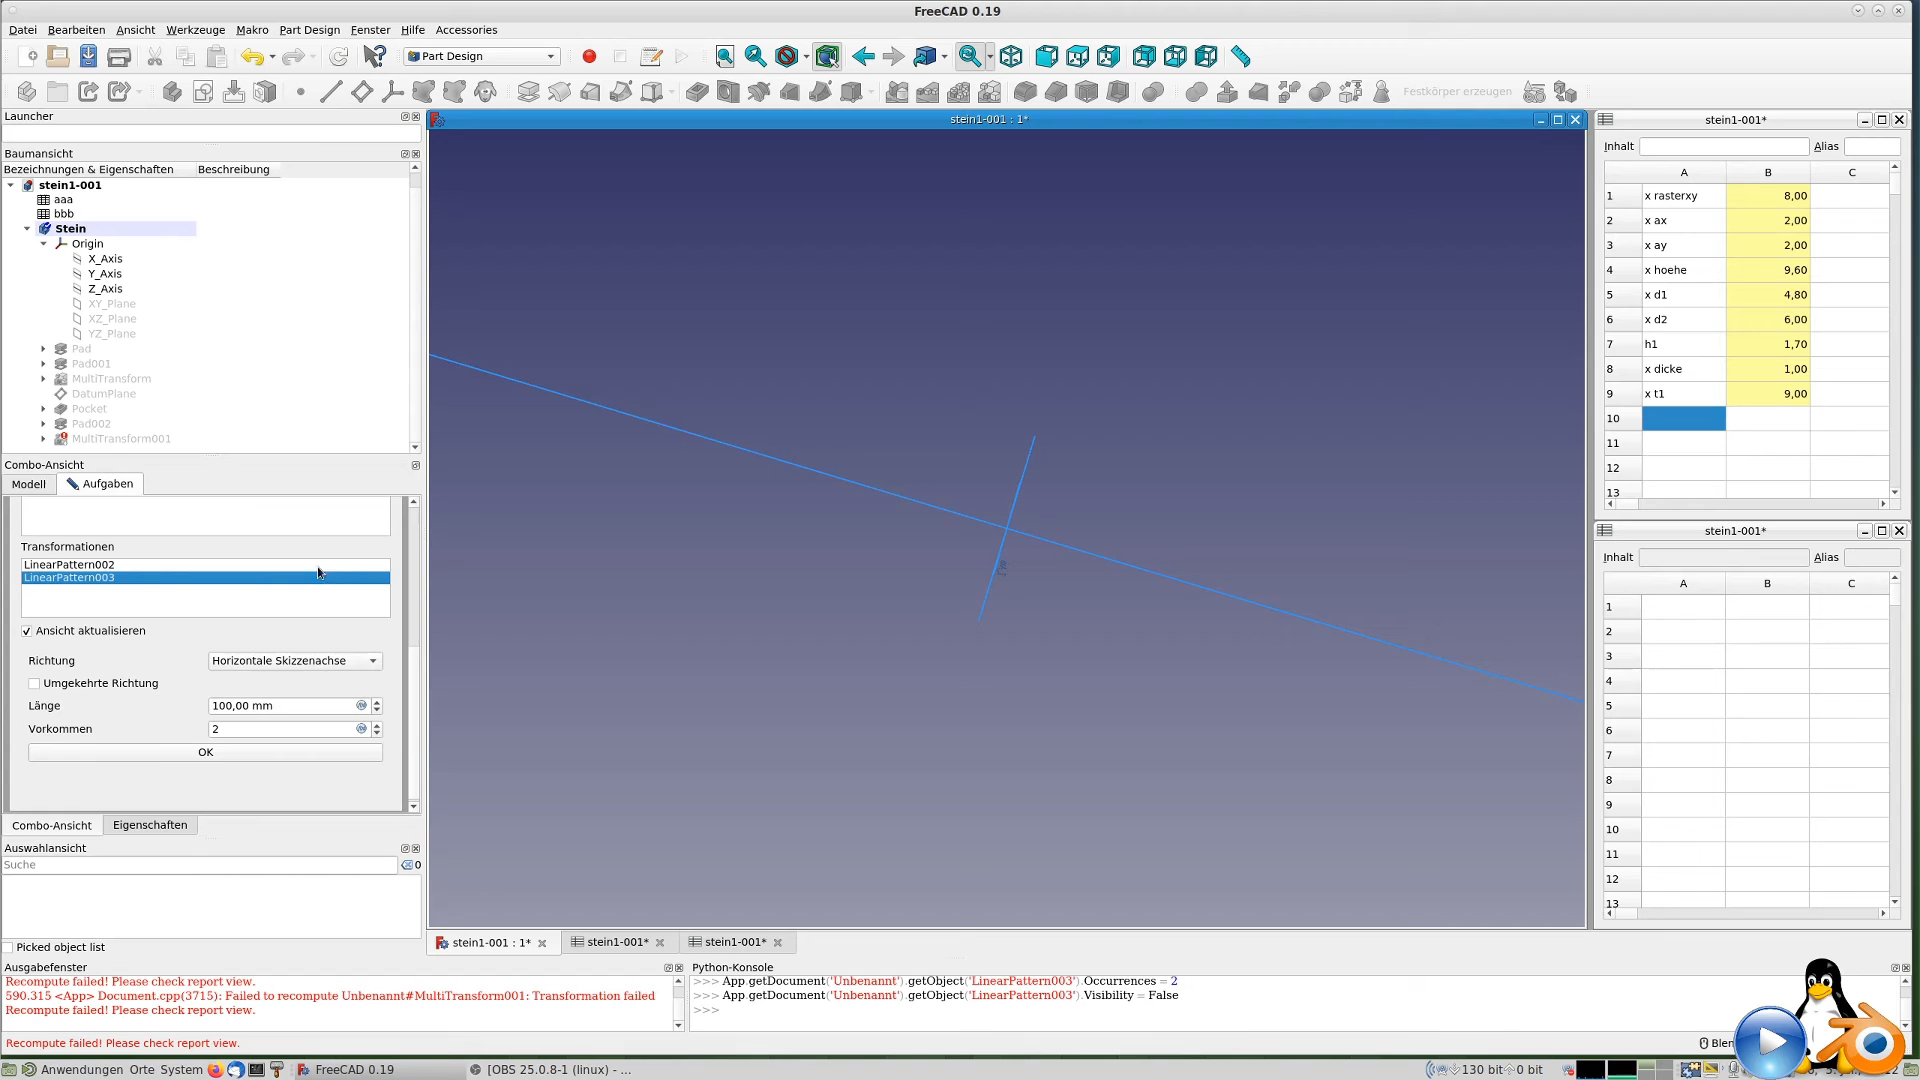 FreeCAD 0.19
Datei Bearbeiten Ansicht Werkzeuge Makro Part Design Fenster Hilfe Accessories
Part Design
Festkörper erzeugen
Launcher
Baumansicht
Bezeichnungen & Eigenschaften Beschreibung
stein1-001
aaa
bbb
Stein
Origin
X_Axis
Y_Axis
Z_Axis
XY_Plane
XZ_Plane
YZ_Plane
Pad
Pad001
MultiTransform
DatumPlane
Pocket
Pad002
MultiTransform001
Combo-Ansicht
Modell Aufgaben
Transformationen
LinearPattern002
LinearPattern003
Ansicht aktualisieren
Richtung Horizontale Skizzenachse
Umgekehrte Richtung
Länge 100,00 mm
Vorkommen 2
OK
Combo-Ansicht Eigenschaften
Auswahlansicht
Suche 0
Picked object list
stein1-001 : 1*
stein1-001 : 1* stein1-001* stein1-001*
stein1-001*
Inhalt Alias
A B C
1 x rasterxy 8,00
2 x ax 2,00
3 x ay 2,00
4 x hoehe 9,60
5 x d1 4,80
6 x d2 6,00
7 h1 1,70
8 x dicke 1,00
9 x t1 9,00
10
11
12
13
stein1-001*
Inhalt Alias
A B C
1
2
3
4
5
6
7
8
9
10
11
12
13
Ausgabefenster
Recompute failed! Please check report view.
590.315 <App> Document.cpp(3715): Failed to recompute Unbenannt#MultiTransform001: Transformation failed
Recompute failed! Please check report view.
Python-Konsole
>>> App.getDocument('Unbenannt').getObject('LinearPattern003').Occurrences = 2
>>> App.getDocument('Unbenannt').getObject('LinearPattern003').Visibility = False
>>>
Recompute failed! Please check report view.
Blen
Anwendungen Orte System FreeCAD 0.19 [OBS 25.0.8-1 (linux) - ... 130 bit 0 bit